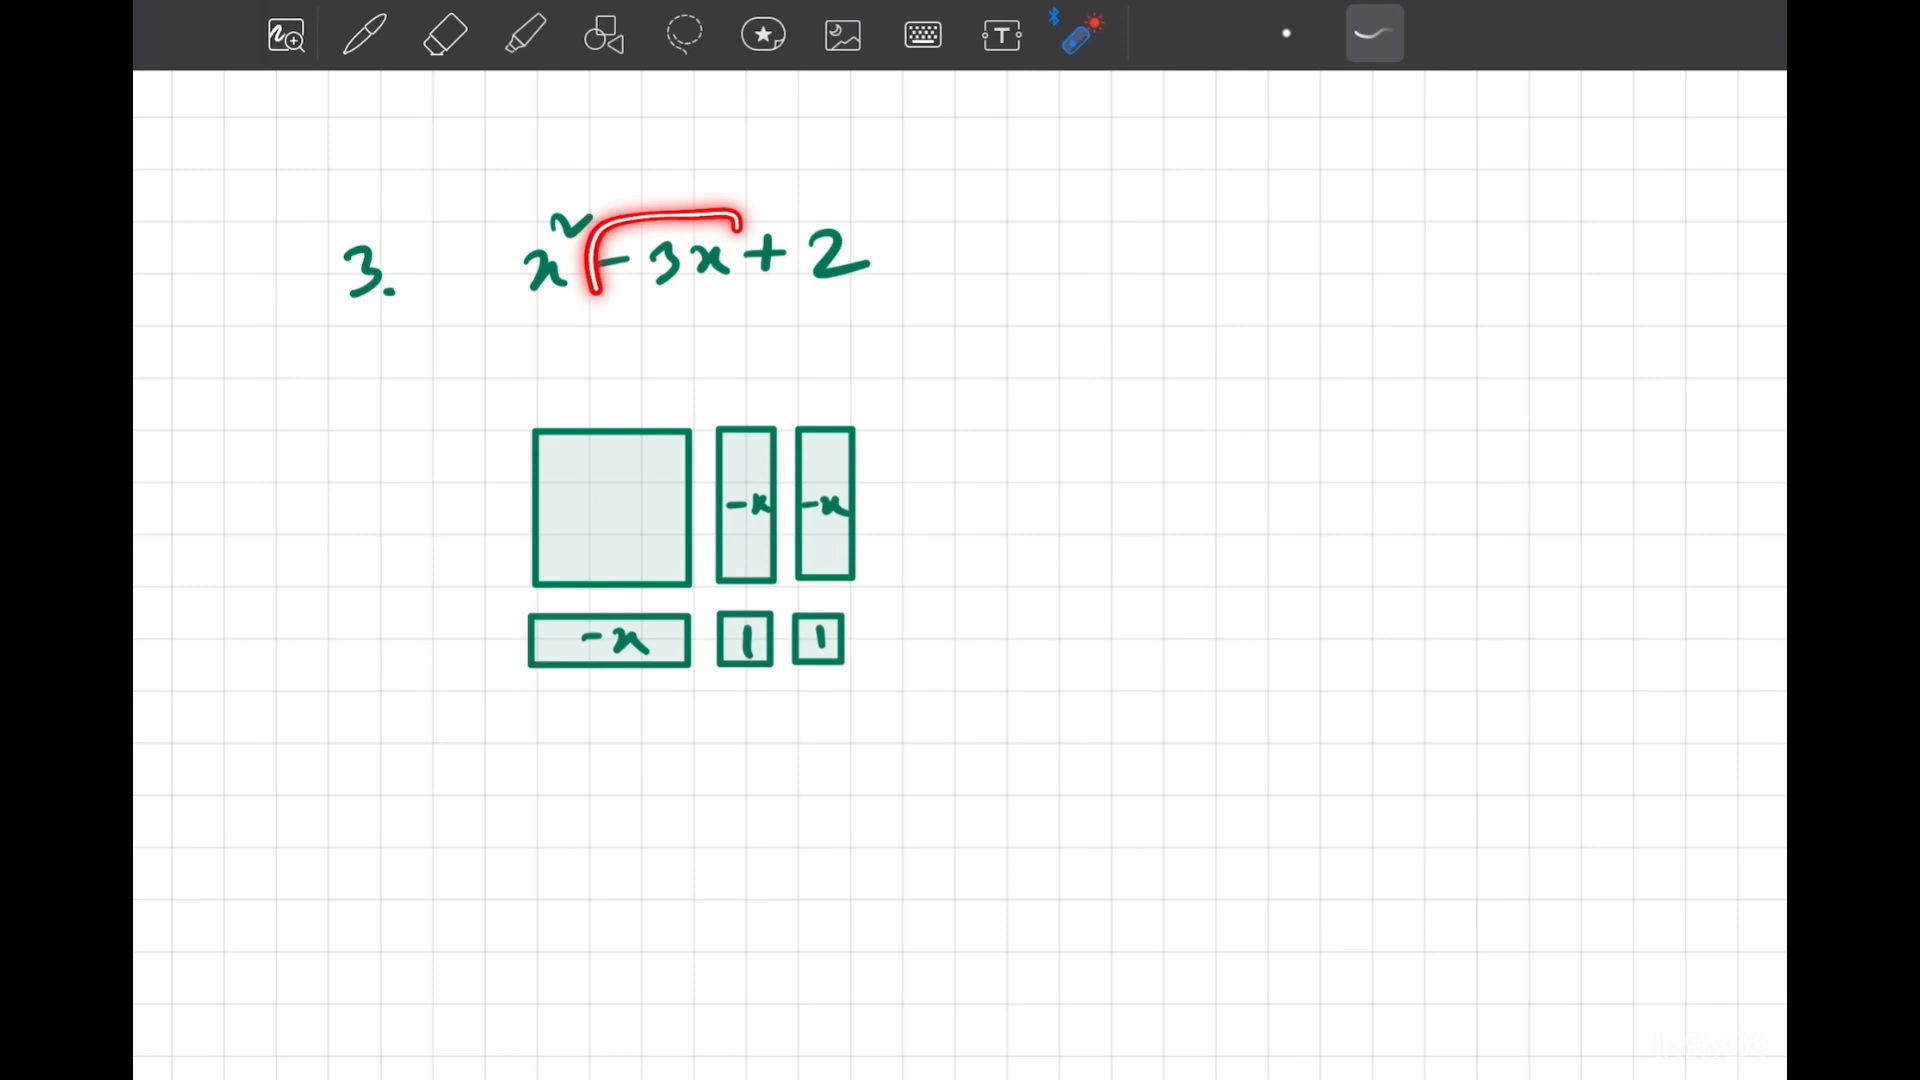 3. x² - 3x + 2
-x -x
-x 1 1